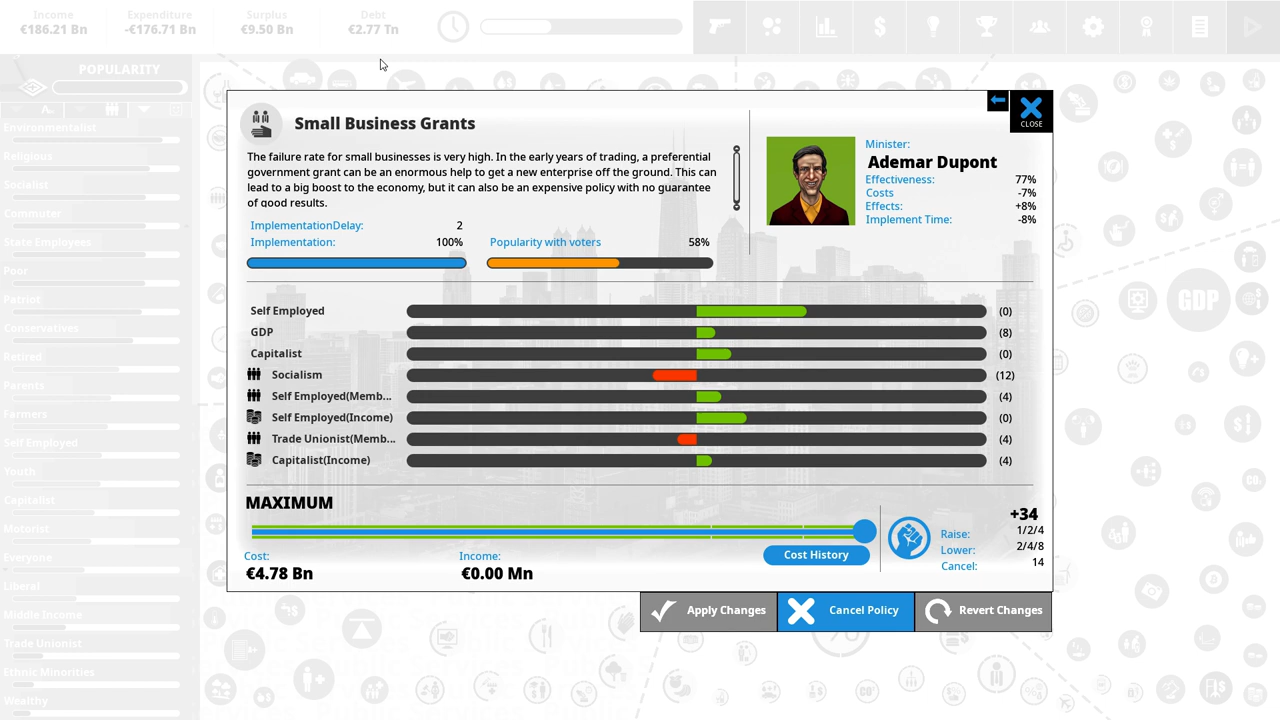 Income
€186.21 Bn
Expenditure
-€176.71 Bn
Surplus
€9.50 Bn
Debt
€2.77 Tn
POPULARITY
Environmentalist
Religious
Socialist
Commuter
State Employees
Poor
Patriot
Conservatives
Retired
Parents
Farmers
Self Employed
Youth
Capitalist
Motorist
Everyone
Liberal
Middle Income
Trade Unionist
Ethnic Minorities
Wealthy
Small Business Grants
The failure rate for small businesses is very high. In the early years of trading, a preferential
government grant can be an enormous help to get a new enterprise off the ground. This can
lead to a big boost to the economy, but it can also be an expensive policy with no guarantee
of good results.
ImplementationDelay: 2
Implementation: 100%
Popularity with voters 58%
CLOSE
Minister:
Ademar Dupont
Effectiveness: 77%
Costs -7%
Effects: +8%
Implement Time: -8%
Self Employed (0)
GDP (8)
Capitalist (0)
Socialism (12)
Self Employed(Memb... (4)
Self Employed(Income) (0)
Trade Unionist(Memb... (4)
Capitalist(Income) (4)
MAXIMUM
Cost:
€4.78 Bn
Income:
€0.00 Mn
Cost History
+34
Raise: 1/2/4
Lower: 2/4/8
Cancel: 14
Apply Changes
Cancel Policy
Revert Changes
GDP